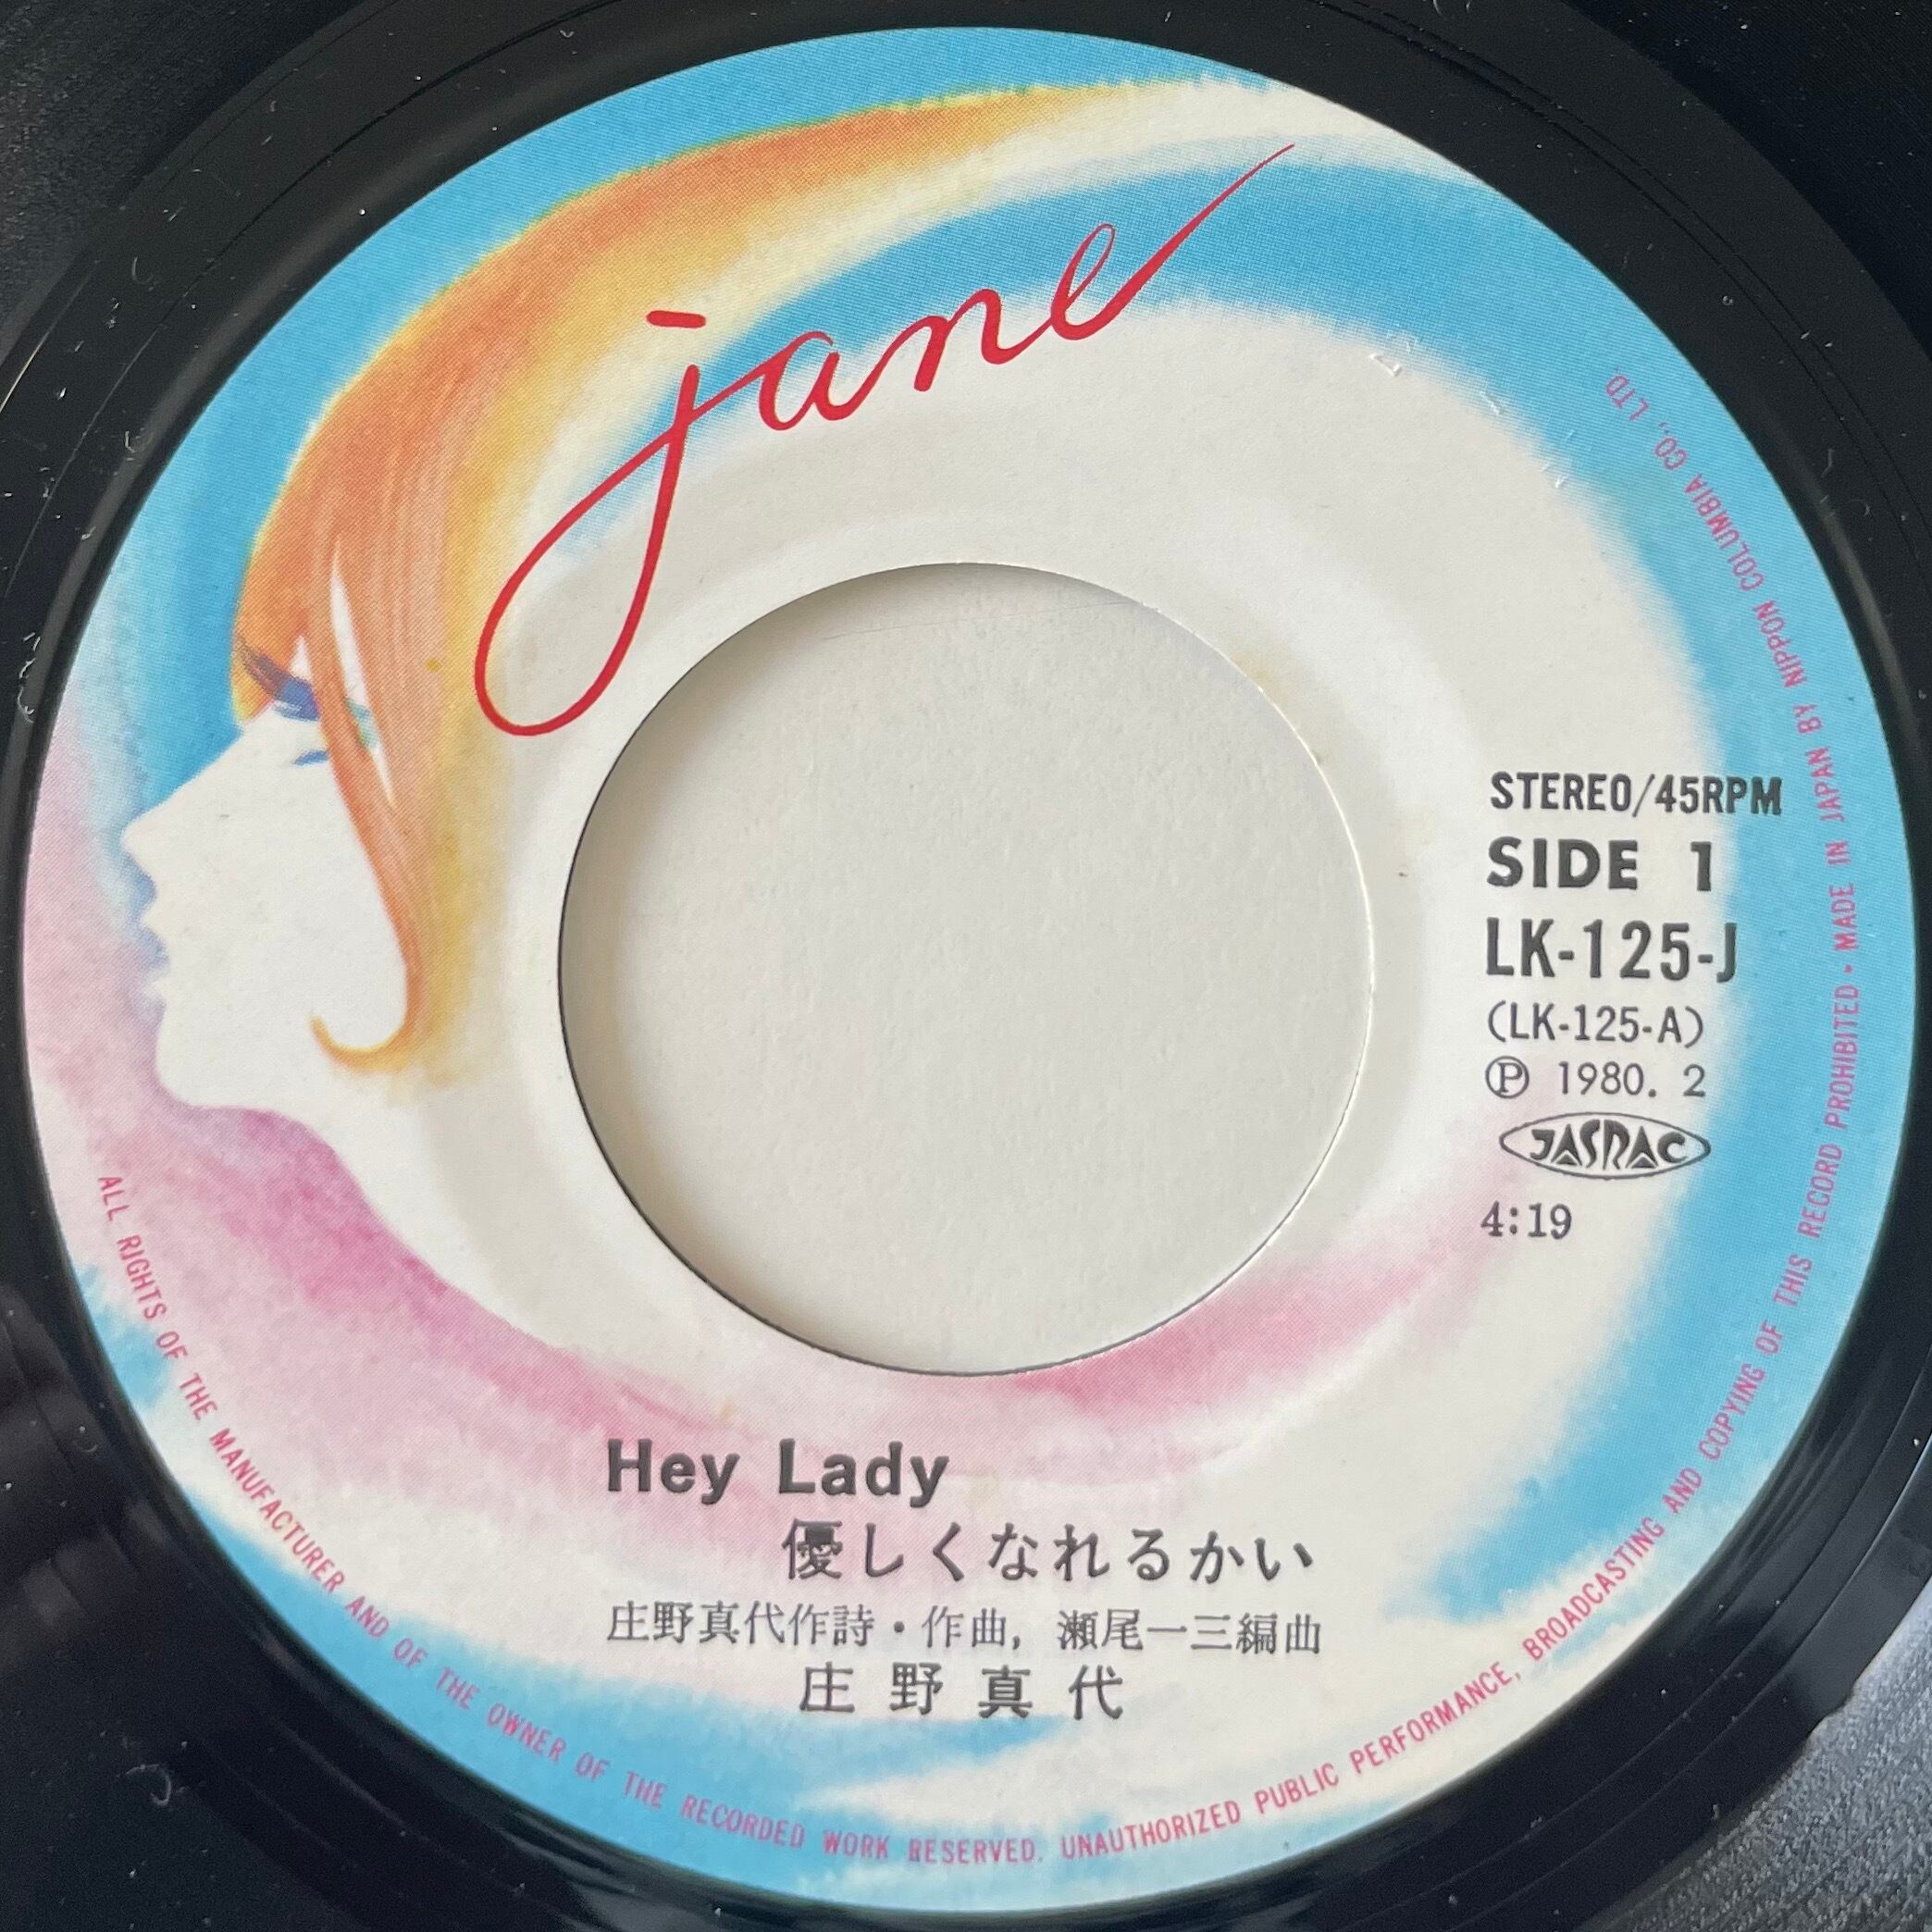 jane
STEREO/45RPM
SIDE 1
LK-125-J
(LK-125-A)
Ⓟ 1980. 2
JASRAC
4:19
Hey Lady
優しくなれるかい
庄野真代作詩・作曲, 瀬尾一三編曲
庄野真代
ALL RIGHTS OF THE MANUFACTURER AND OF THE OWNER OF THE RECORDED WORK RESERVED. UNAUTHORIZED PUBLIC PERFORMANCE, BROADCASTING AND COPYING OF THIS RECORD PROHIBITED • MADE IN JAPAN BY NIPPON COLUMBIA CO., LTD.